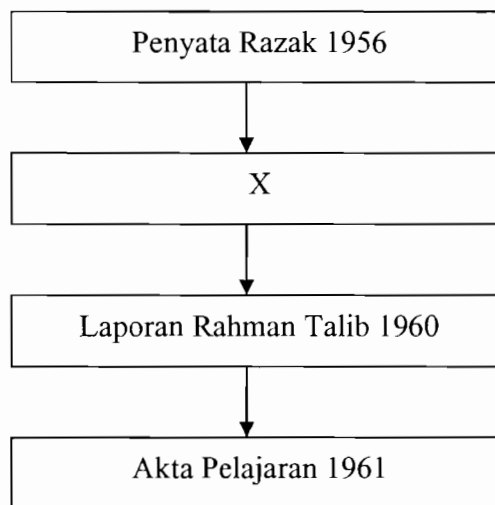 Penyata Razak 1956
X
Laporan Rahman Talib 1960
Akta Pelajaran 1961